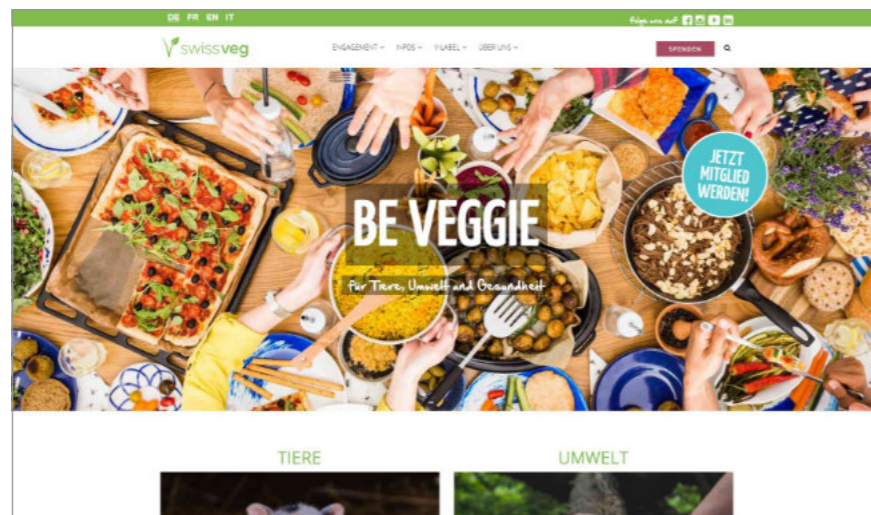 DE FR EN IT
folge uns auf
swissveg
ENGAGEMENT INFOS V-LABEL ÜBER UNS
SPENDEN
JETZT
MITGLIED
WERDEN!
BE VEGGIE
für Tiere, Umwelt und Gesundheit
TIERE
UMWELT